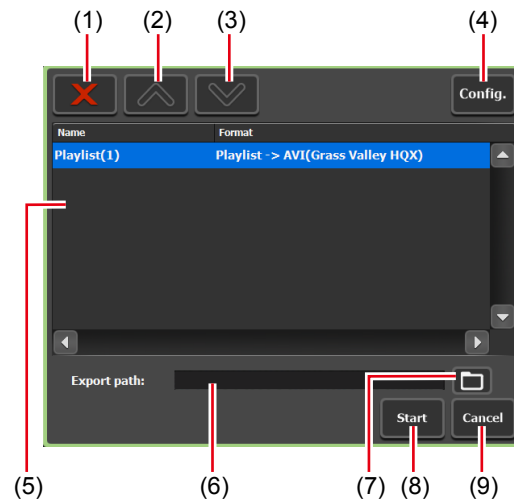 (1) (2) (3) (4)
Config.
Name Format
Playlist(1) Playlist -> AVI(Grass Valley HQX)
Export path:
Start Cancel
(5) (6) (7) (8) (9)